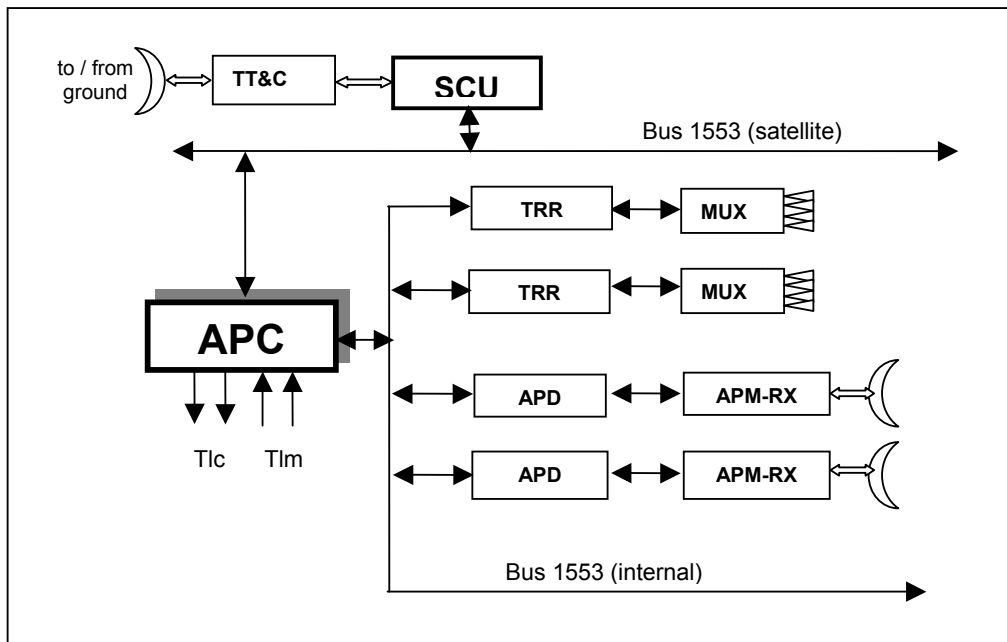 to / from
ground
TT&C
SCU
Bus 1553 (satellite)
TRR
MUX
TRR
MUX
APC
APD
APM-RX
Tlc
Tlm
APD
APM-RX
Bus 1553 (internal)